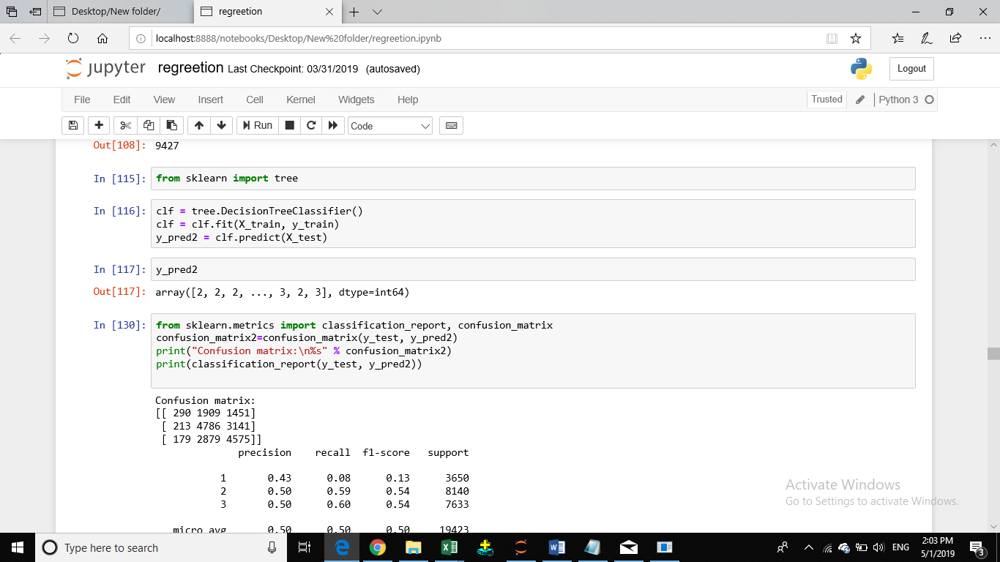 Desktop/New folder/
regreetion
localhost:8888/notebooks/Desktop/New%20folder/regreetion.ipynb
jupyter regreetion Last Checkpoint: 03/31/2019 (autosaved)
Logout
File Edit View Insert Cell Kernel Widgets Help
Trusted
Python 3
Run
Code
Out[108]: 9427
In [115]: from sklearn import tree
In [116]: clf = tree.DecisionTreeClassifier()
clf = clf.fit(X_train, y_train)
y_pred2 = clf.predict(X_test)
In [117]: y_pred2
Out[117]: array([2, 2, 2, ..., 3, 2, 3], dtype=int64)
In [130]: from sklearn.metrics import classification_report, confusion_matrix
confusion_matrix2=confusion_matrix(y_test, y_pred2)
print("Confusion matrix:\n%s" % confusion_matrix2)
print(classification_report(y_test, y_pred2))
Confusion matrix:
[[ 290 1909 1451]
[ 213 4786 3141]
[ 179 2879 4575]]
precision recall f1-score support
1 0.43 0.08 0.13 3650
2 0.50 0.59 0.54 8140
3 0.50 0.60 0.54 7633
micro avg 0.50 0.50 0.50 19423
Activate Windows
Go to Settings to activate Windows.
Type here to search
ENG
2:03 PM
5/1/2019
3